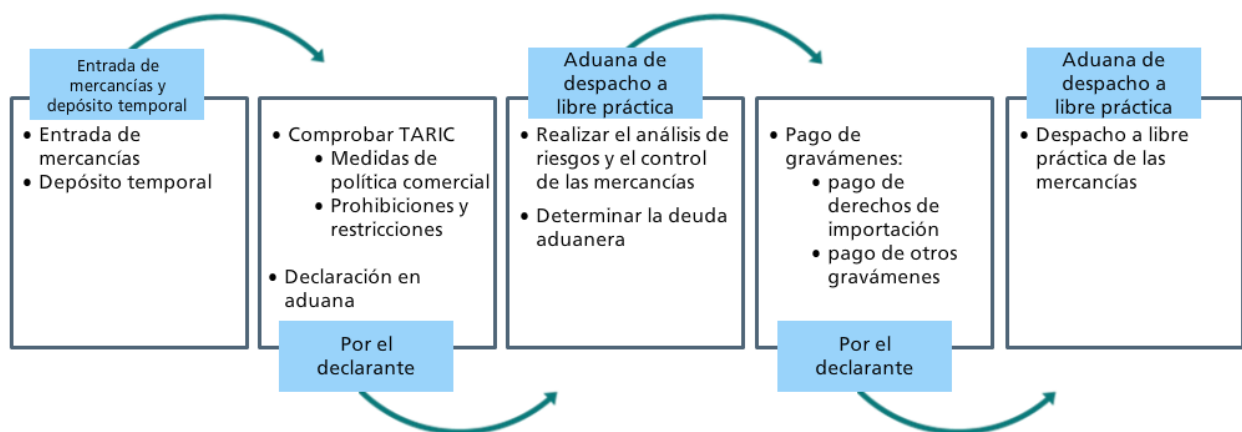 Entrada de
mercancías y
depósito temporal
• Entrada de
mercancías
• Depósito temporal
• Comprobar TARIC
• Medidas de
política comercial
• Prohibiciones y
restricciones
• Declaración en
aduana
Por el
declarante
Aduana de
despacho a
libre práctica
• Realizar el análisis de
riesgos y el control
de las mercancías
• Determinar la deuda
aduanera
• Pago de
gravámenes:
• pago de
derechos de
importación
• pago de otros
gravámenes
Por el
declarante
Aduana de
despacho a
libre práctica
• Despacho a libre
práctica de las
mercancías